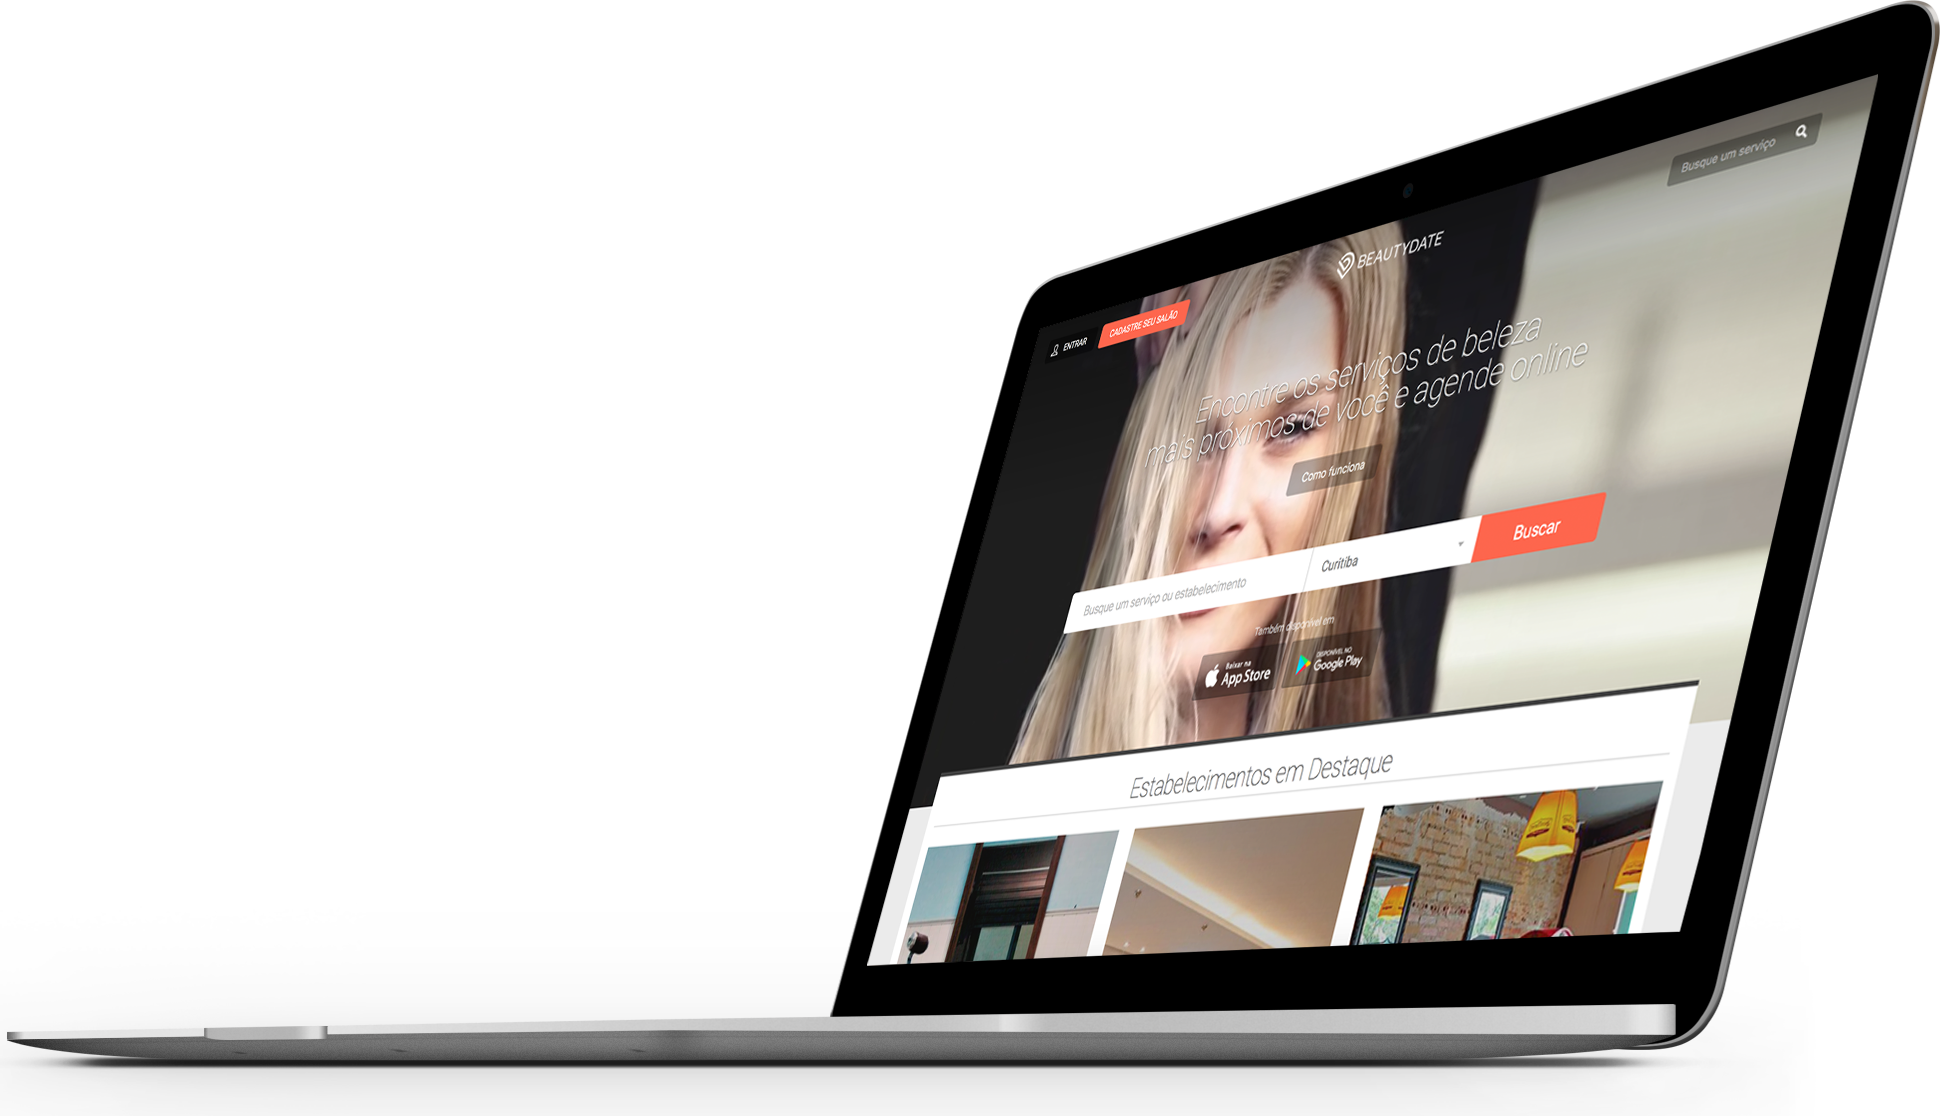 Busque um serviço
BEAUTYDATE
ENTRAR
CADASTRE SEU SALÃO
Encontre os serviços de beleza
mais próximos de você e agende online
Como funciona
Busque um serviço ou estabelecimento
Curitiba
Buscar
Também disponível em
Baixar na
App Store
DISPONÍVEL NO
Google Play
Estabelecimentos em Destaque